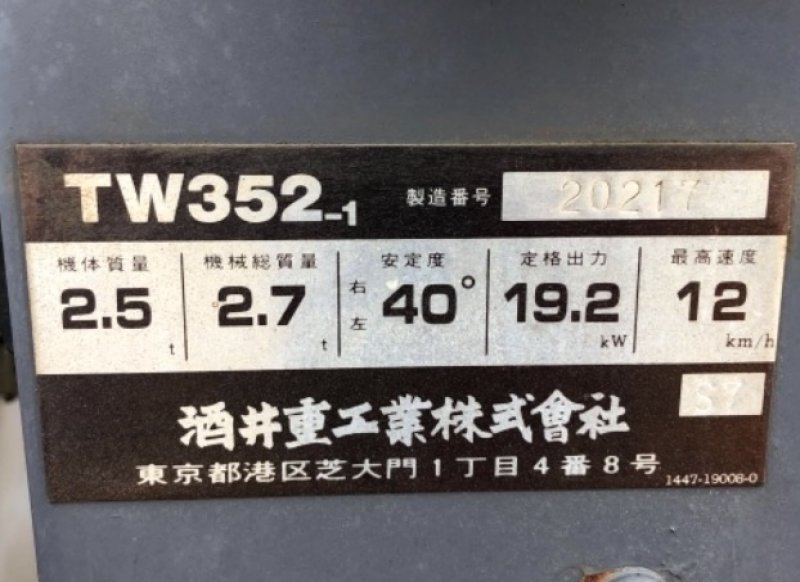 TW352-1 製造番号 20217
機体質量 機械総質量 安定度 定格出力 最高速度
2.5 t 2.7 t 右左 40° 19.2 kW 12 km/h
S7
酒井重工業株式會社
東京都港区芝大門1丁目4番8号
1447-19008-0